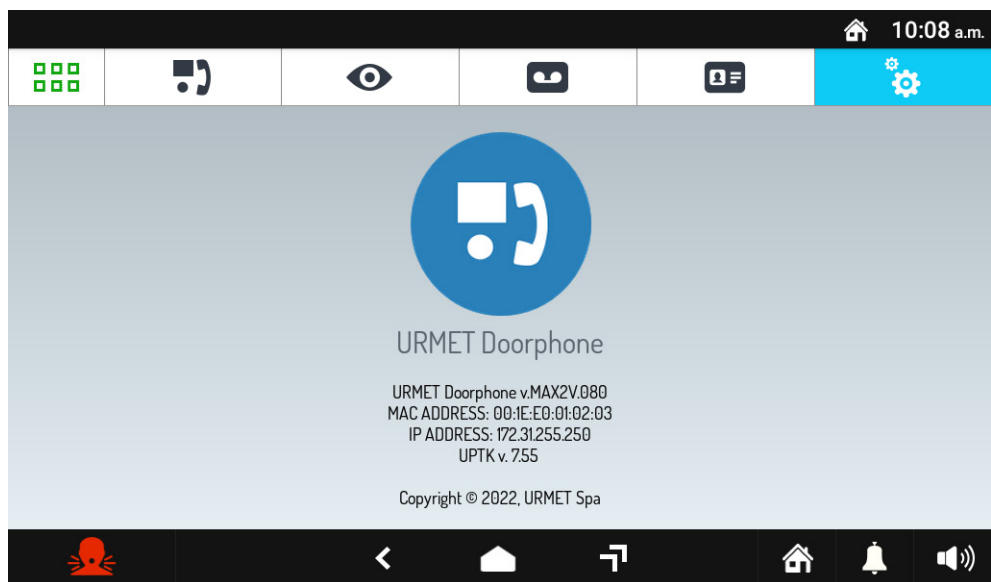 10:08 a.m.
URMET Doorphone
URMET Doorphone v.MAX2V.080
MAC ADDRESS: 00:1E:E0:01:02:03
IP ADDRESS: 172.31.255.250
UPTK v. 7.55
Copyright © 2022, URMET Spa